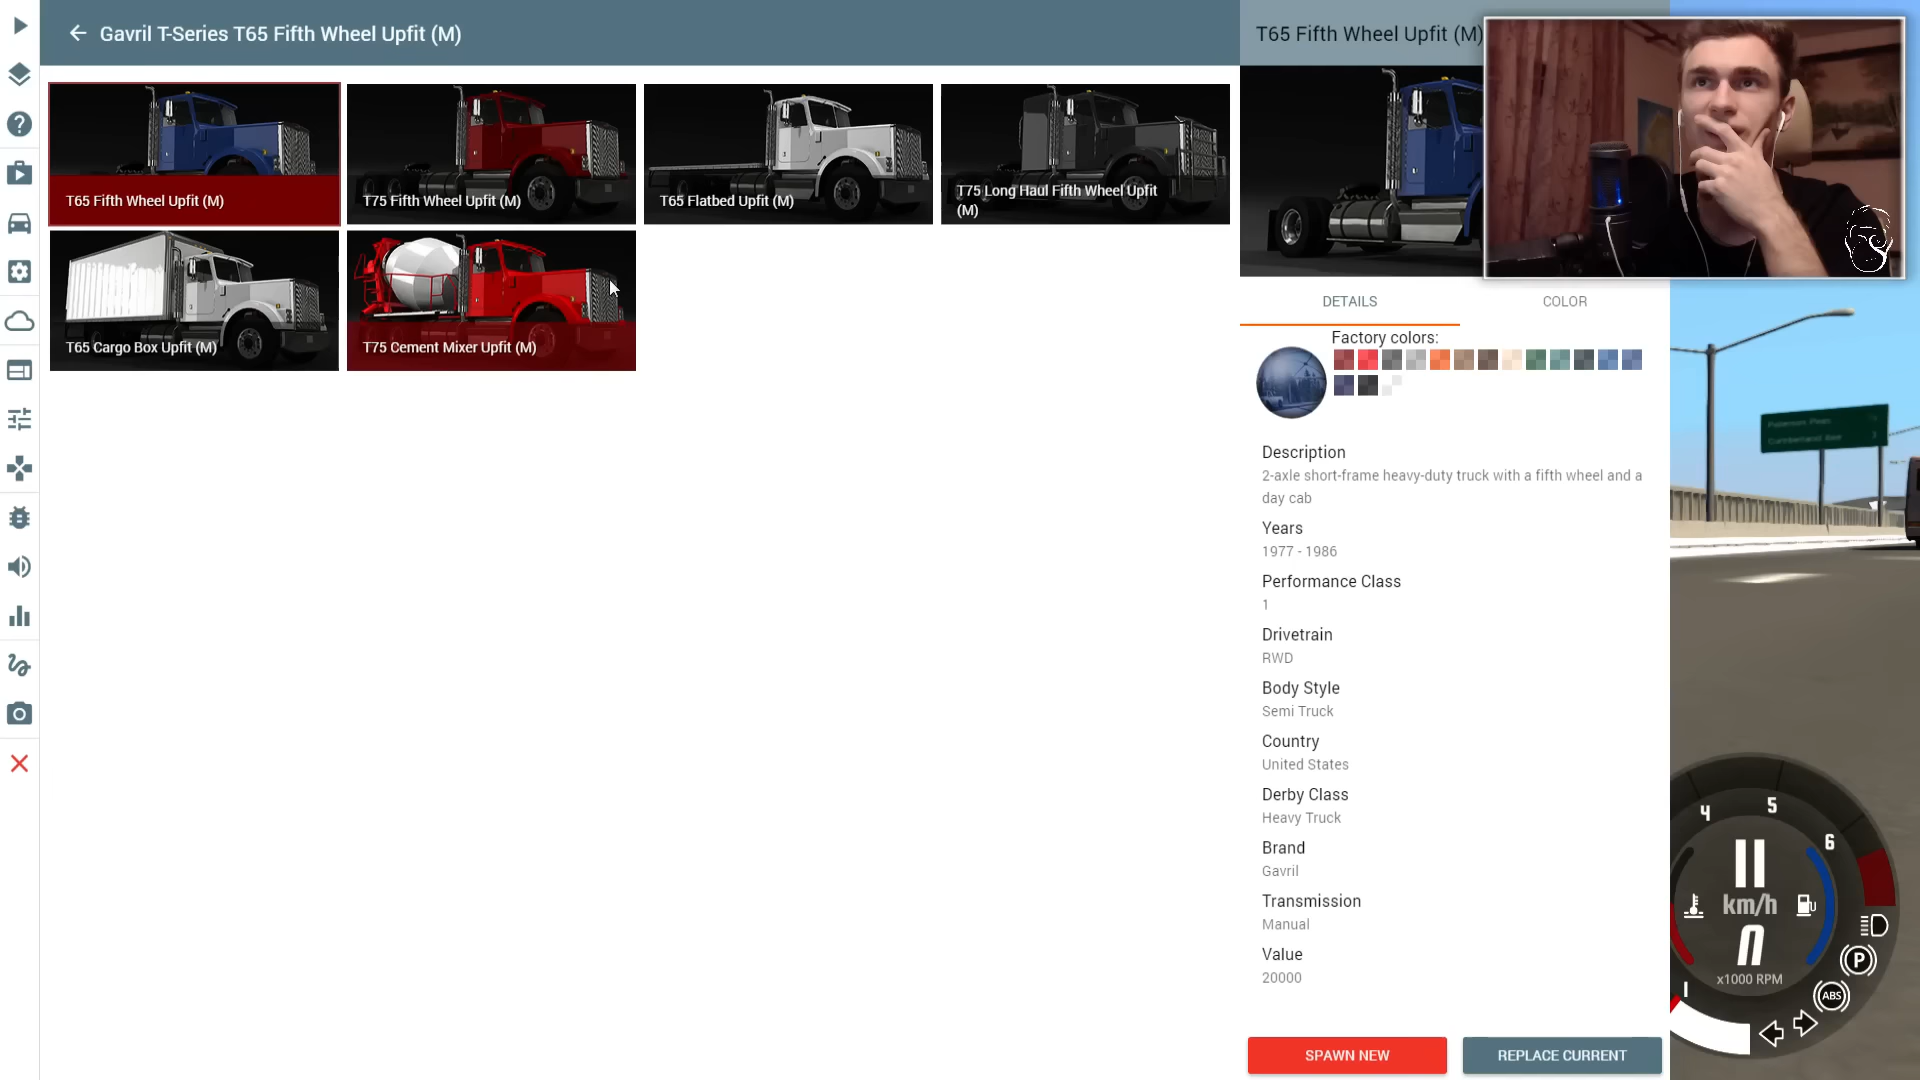 Gavril T-Series T65 Fifth Wheel Upfit (M)
T65 Fifth Wheel Upfit (M)
T65 Fifth Wheel Upfit (M)
T75 Fifth Wheel Upfit (M)
T65 Flatbed Upfit (M)
T75 Long Haul Fifth Wheel Upfit
(M)
T65 Cargo Box Upfit (M)
T75 Cement Mixer Upfit (M)
DETAILS
COLOR
Factory colors:
Description
2-axle short-frame heavy-duty truck with a fifth wheel and a
day cab
Years
1977 - 1986
Performance Class
1
Drivetrain
RWD
Body Style
Semi Truck
Country
United States
Derby Class
Heavy Truck
Brand
Gavril
Transmission
Manual
Value
20000
SPAWN NEW
REPLACE CURRENT
4
5
6
km/h
n
x1000 RPM
1
P
ABS